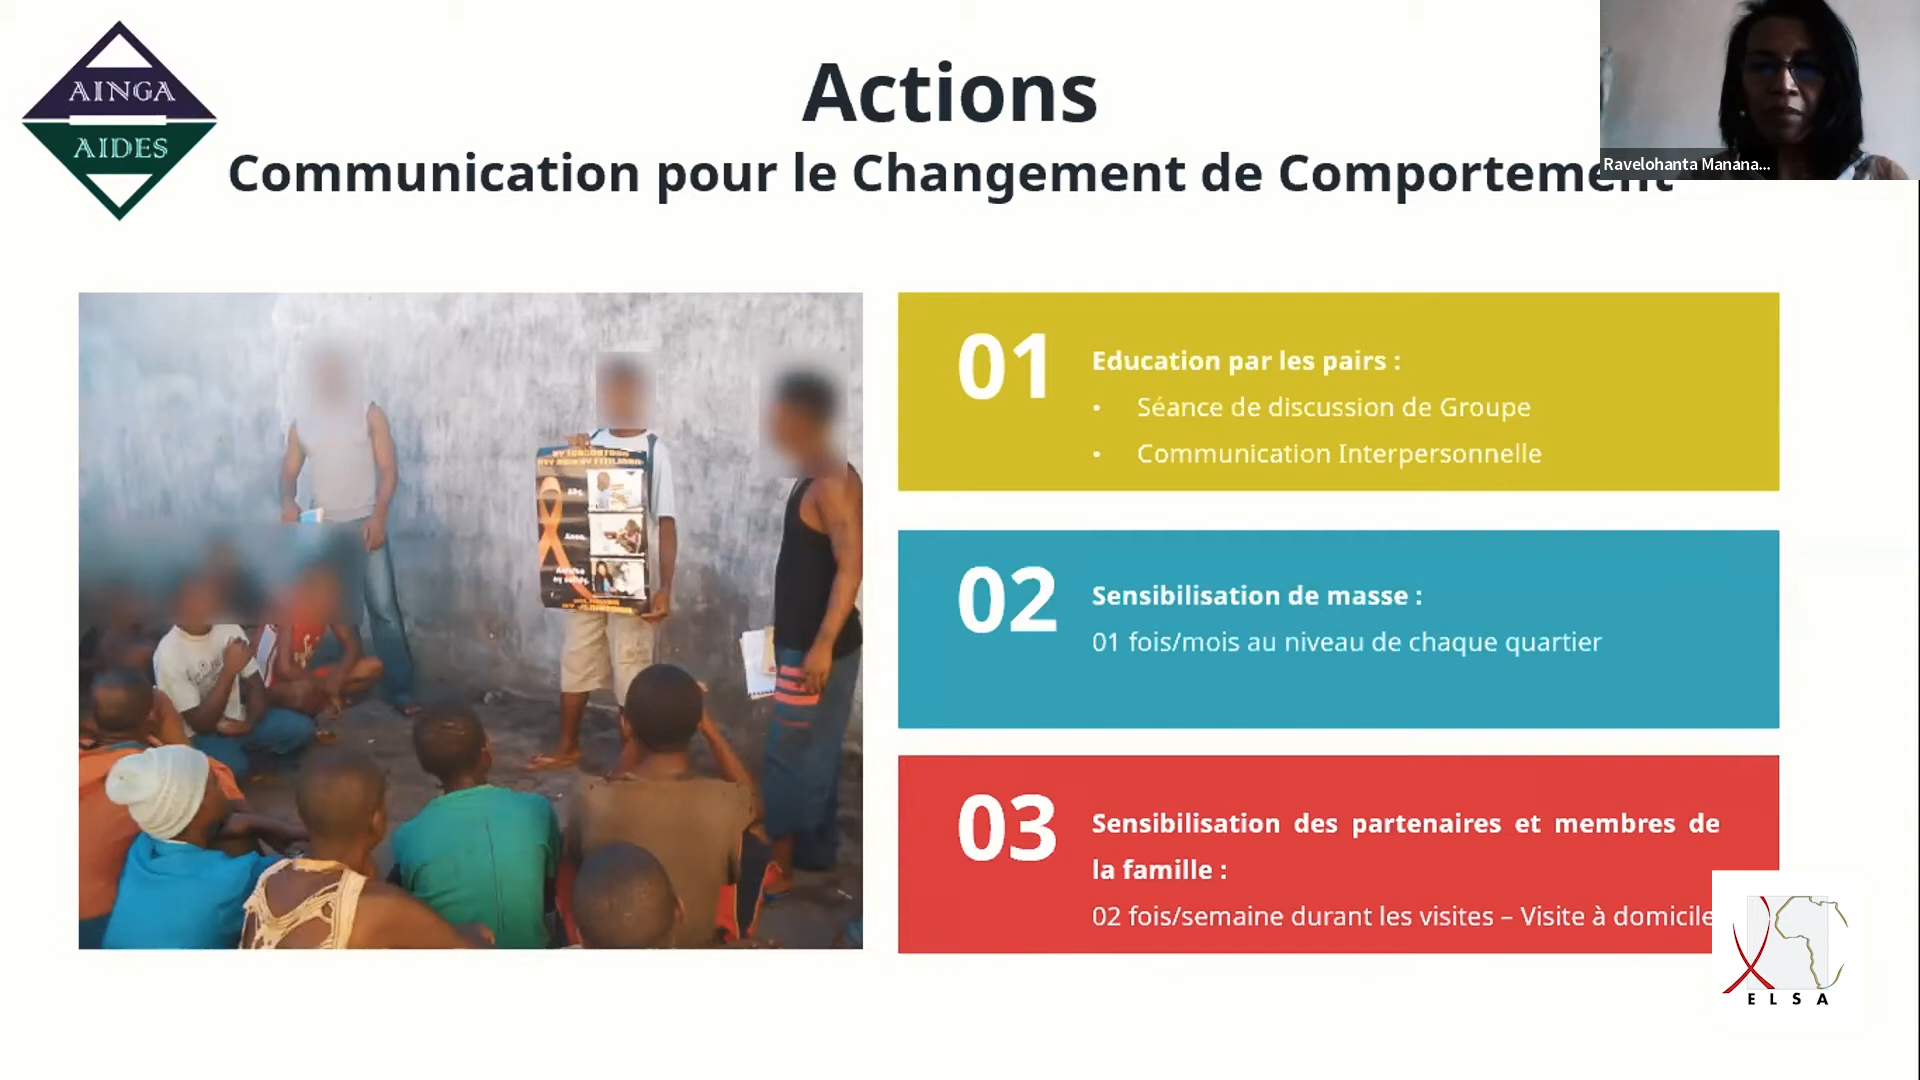 AINGA
AIDES
Actions
Communication pour le Changement de Comportement
Ravelohanta Manana...
01
Education par les pairs :
• Séance de discussion de Groupe
• Communication Interpersonnelle
02
Sensibilisation de masse :
01 fois/mois au niveau de chaque quartier
03
Sensibilisation des partenaires et membres de
la famille :
02 fois/semaine durant les visites – Visite à domicile
ELSA